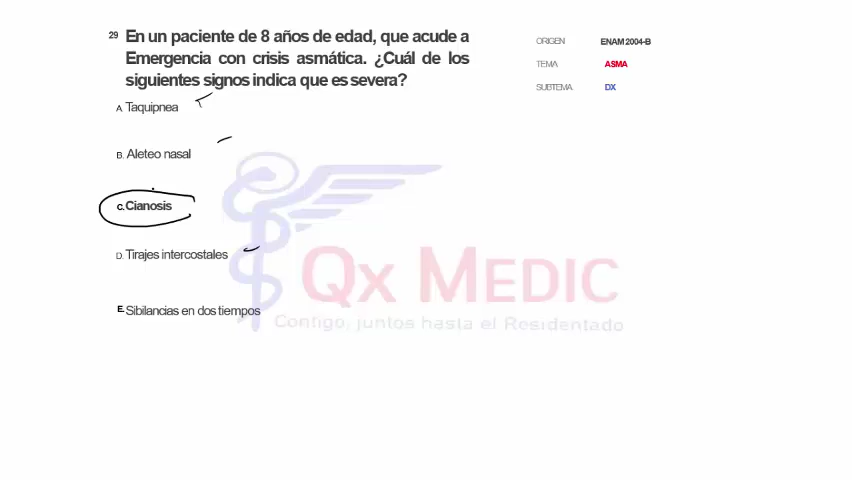 29 En un paciente de 8 años de edad, que acude a
Emergencia con crisis asmática. ¿Cuál de los
siguientes signos indica que es severa?
A. Taquipnea
B. Aleteo nasal
C. Cianosis
D. Tirajes intercostales
E. Sibilancias en dos tiempos
ORIGEN ENAM 2004-B
TEMA ASMA
SUBTEMA DX
Qx MEDIC
Contigo, juntos hasta el Residentado